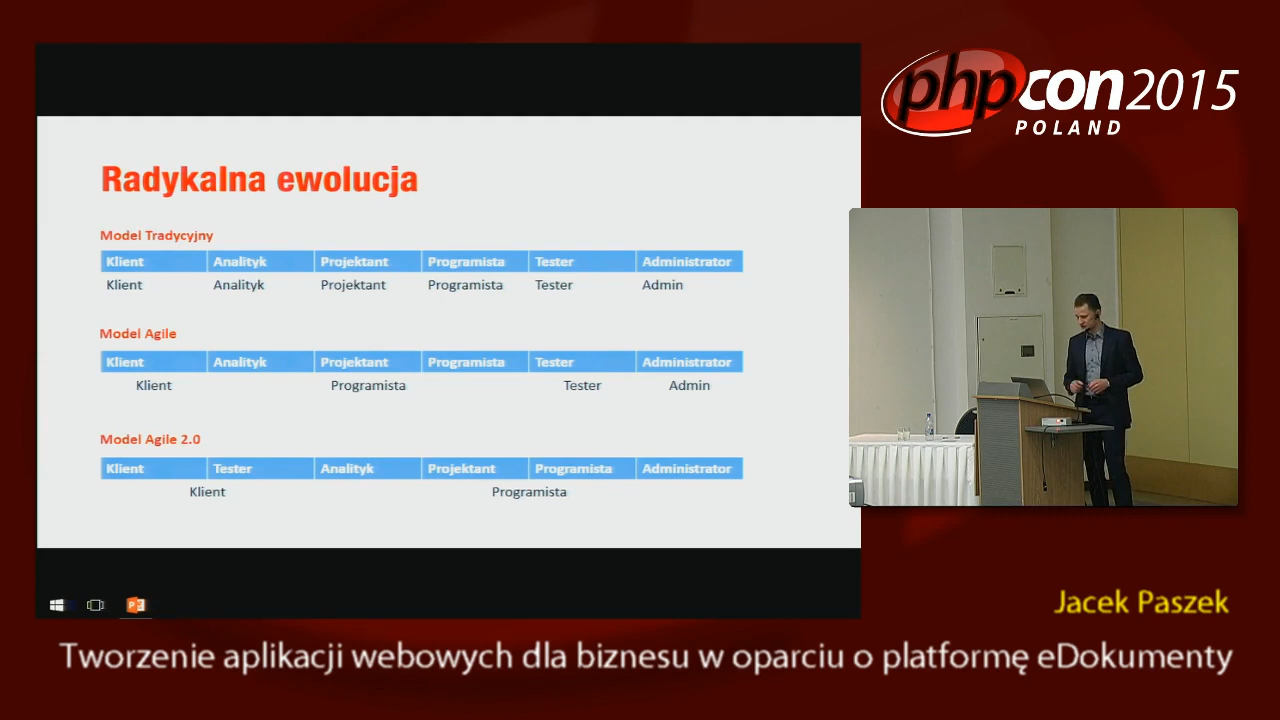 Radykalna ewolucja
Model Tradycyjny
Klient Analityk Projektant Programista Tester Administrator
Klient Analityk Projektant Programista Tester Admin
Model Agile
Klient Analityk Projektant Programista Tester Administrator
Klient Programista Tester Admin
Model Agile 2.0
Klient Tester Analityk Projektant Programista Administrator
Klient Programista
phpcon2015
POLAND
Jacek Paszek
Tworzenie aplikacji webowych dla biznesu w oparciu o platformę eDokumenty